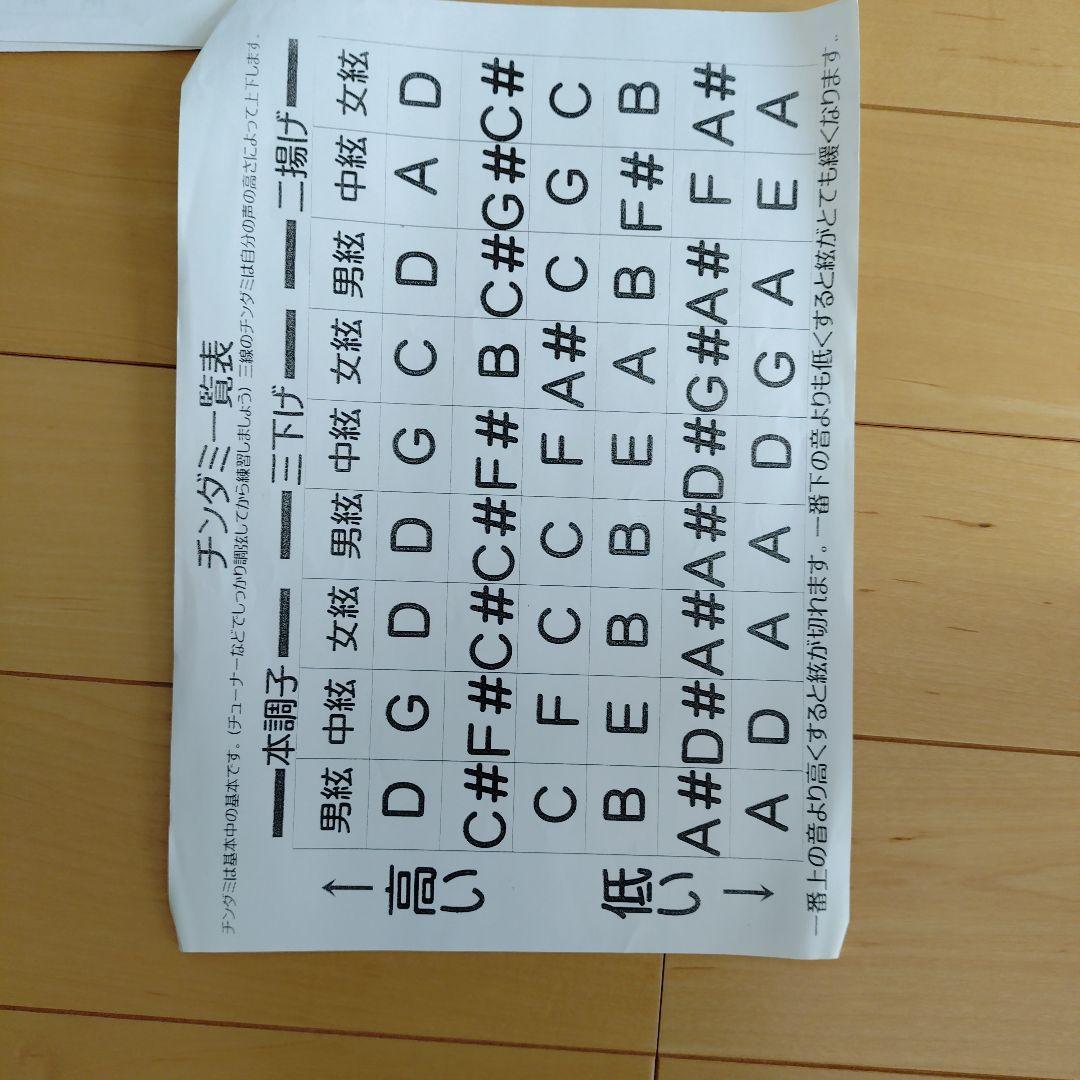 チンダミ一覧表
チンダミは基本中の基本です。(チューナーなどでしっかり調弦してから練習しましょう)三線のチンダミは自分の声の高さによって上下します。
本調子 三下げ 二揚げ
男絃 中絃 女絃 男絃 中絃 女絃 男絃 中絃 女絃
↑ D G D D G C D A D
高い C# F# C# C# F# B C# G# C#
C F C C F A# C G C
低い B E B B E A B F# B
A# D# A# A# D# G# A# F A#
↓ A D A A D G A E A
一番上の音より高くすると絃が切れます。一番下の音よりも低くすると絃がとても緩くなります。